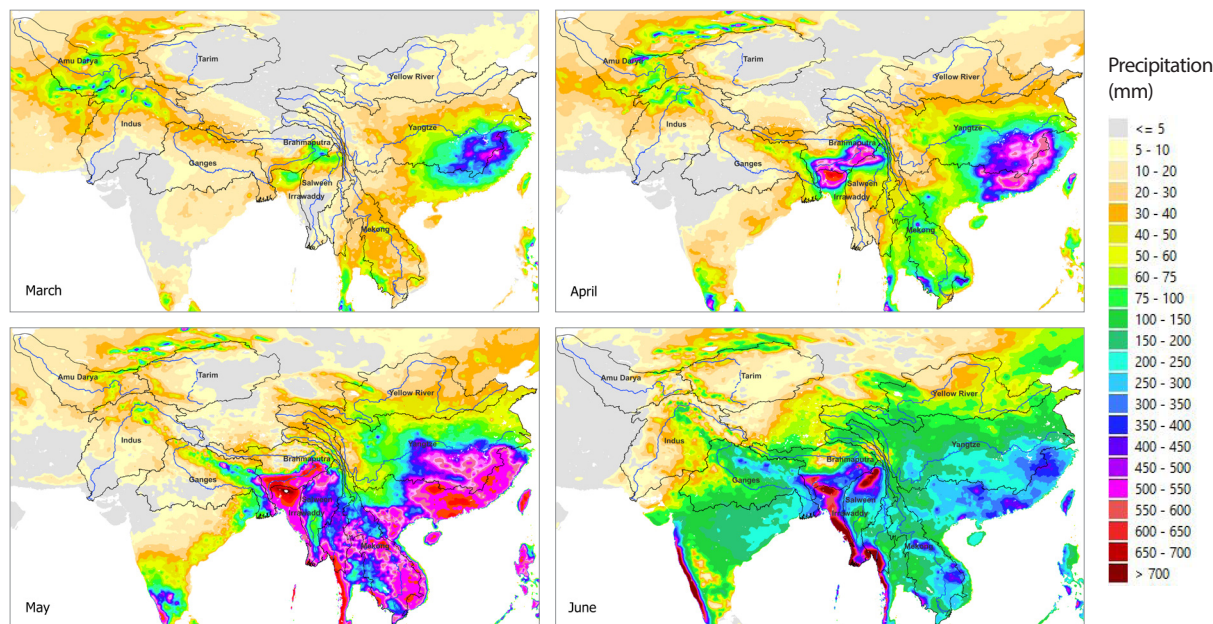 Amu Darya
Tarim
Yellow River
Indus
Yangtze
Brahmaputra
Ganges
Salween
Irrawaddy
Mekong
March
Amu Darya
Tarim
Yellow River
Indus
Yangtze
Brahmaputra
Ganges
Salween
Irrawaddy
Mekong
April
Amu Darya
Tarim
Yellow River
Indus
Yangtze
Brahmaputra
Ganges
Irrawaddy
Mekong
May
Amu Darya
Tarim
Yellow River
Indus
Yangtze
Brahmaputra
Ganges
Salween
Irrawaddy
Mekong
June
Precipitation
(mm)
<= 5
5 - 10
10 - 20
20 - 30
30 - 40
40 - 50
50 - 60
60 - 75
75 - 100
100 - 150
150 - 200
200 - 250
250 - 300
300 - 350
350 - 400
400 - 450
450 - 500
500 - 550
550 - 600
600 - 650
650 - 700
> 700